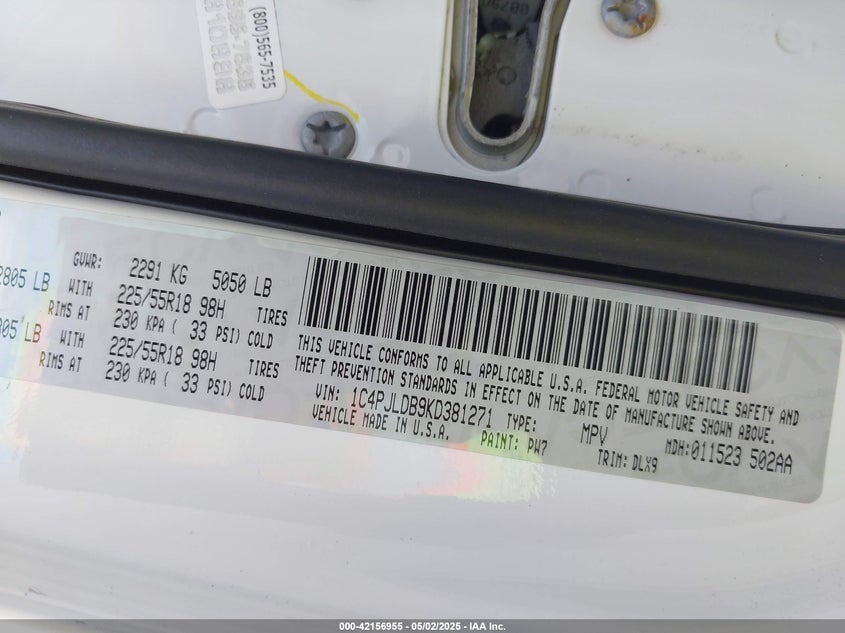 (800)565-7535
2805 LB
WITH
RIMS AT
805 LB
WITH
RIMS AT
GVWR: 2291 KG 5050 LB
225/55R18 98H TIRES
230 KPA ( 33 PSI) COLD
225/55R18 98H TIRES
230 KPA ( 33 PSI) COLD
THIS VEHICLE CONFORMS TO ALL APPLICABLE U.S.A. FEDERAL MOTOR VEHICLE SAFETY AND
THEFT PREVENTION STANDARDS IN EFFECT ON THE DATE OF MANUFACTURE SHOWN ABOVE.
VIN: 1C4PJLDB9KD381271 TYPE: MPV MDH:011523 502AA
VEHICLE MADE IN U.S.A. PAINT: PW7 TRIM: DLX9
000-42156955 - 05/02/2025 - IAA Inc.